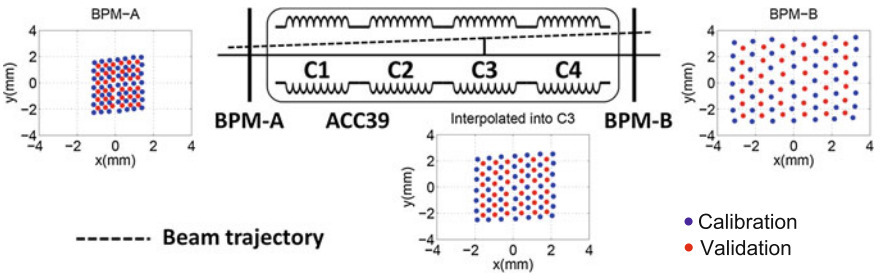 BPM−A
4
2
0
−2
−4
−4 −2 0 2 4
y(mm)
x(mm)
C1 C2 C3 C4
BPM-A ACC39 BPM-B
BPM−B
4
2
0
−2
−4
−4 −2 0 2 4
y(mm)
x(mm)
Interpolated into C3
4
2
0
−2
−4
−4 −2 0 2 4
y(mm)
x(mm)
Beam trajectory
Calibration
Validation